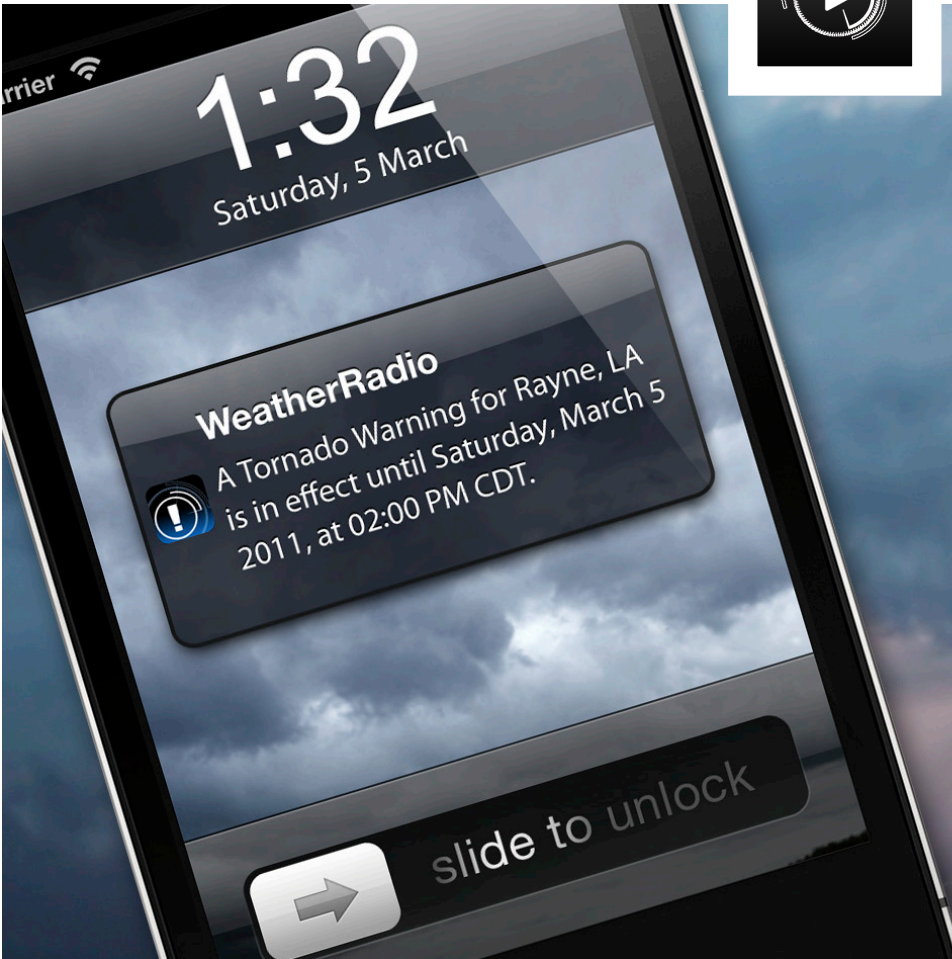 rrier
1:32
Saturday, 5 March
WeatherRadio
A Tornado Warning for Rayne, LA
is in effect until Saturday, March 5
2011, at 02:00 PM CDT.
slide to unlock